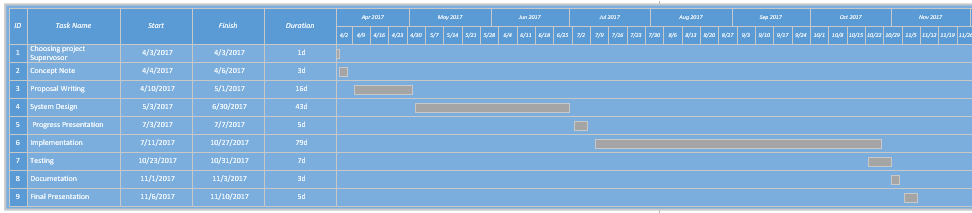 ID Task Name Start Finish Duration Apr 2017 May 2017 Jun 2017 Jul 2017 Aug 2017 Sep 2017 Oct 2017 Nov 2017
4/2 4/9 4/16 4/23 4/30 5/7 5/14 5/21 5/28 6/4 6/11 6/18 6/25 7/2 7/9 7/16 7/23 7/30 8/6 8/13 8/20 8/27 9/3 9/10 9/17 9/24 10/1 10/8 10/15 10/22 10/29 11/5 11/12 11/19 11/26
1 Choosing project Supervosor 4/3/2017 4/3/2017 1d
2 Concept Note 4/4/2017 4/6/2017 3d
3 Proposal Writing 4/10/2017 5/1/2017 16d
4 System Design 5/3/2017 6/30/2017 43d
5 Progress Presentation 7/3/2017 7/7/2017 5d
6 Implementation 7/11/2017 10/27/2017 79d
7 Testing 10/23/2017 10/31/2017 7d
8 Documetation 11/1/2017 11/3/2017 3d
9 Final Presentation 11/6/2017 11/10/2017 5d